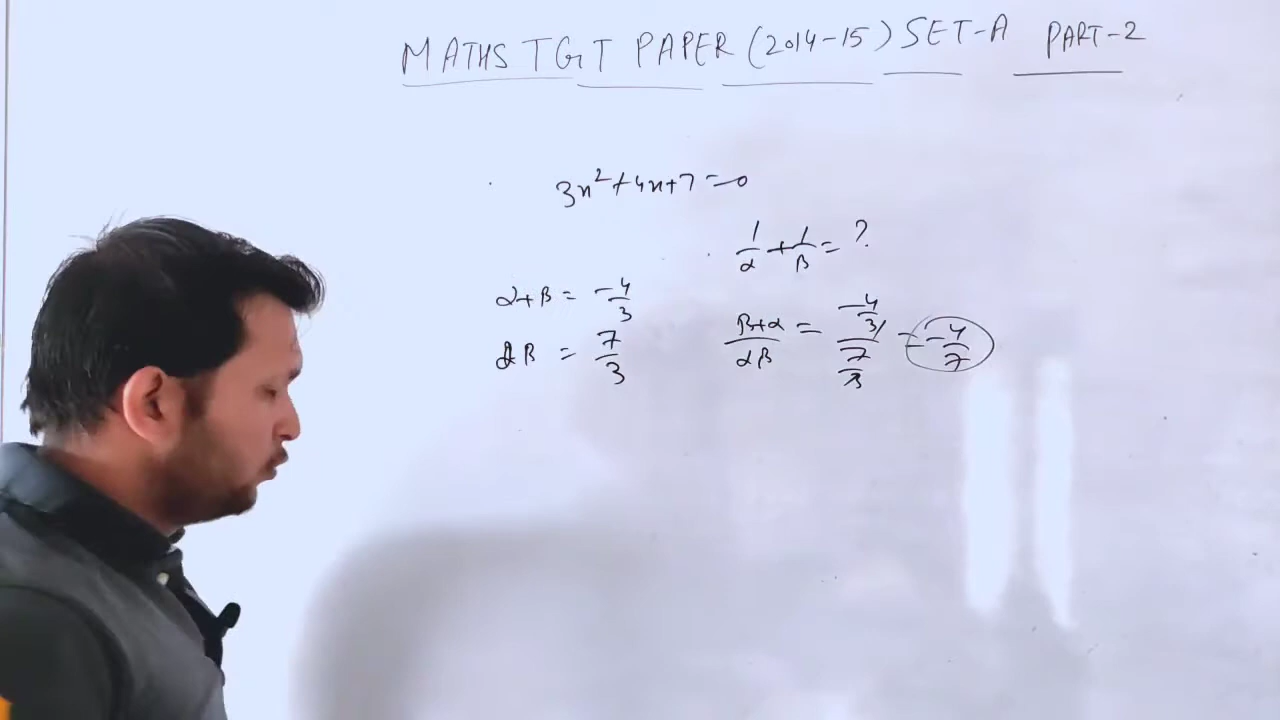 MATHS TGT PAPER (2014-15) SET-A PART-2
3x²+4x+7=0
1/α + 1/β = ?
α+β = -4/3
αβ = 7/3
(β+α)/(αβ) = (-4/3)/(7/3) = -4/7